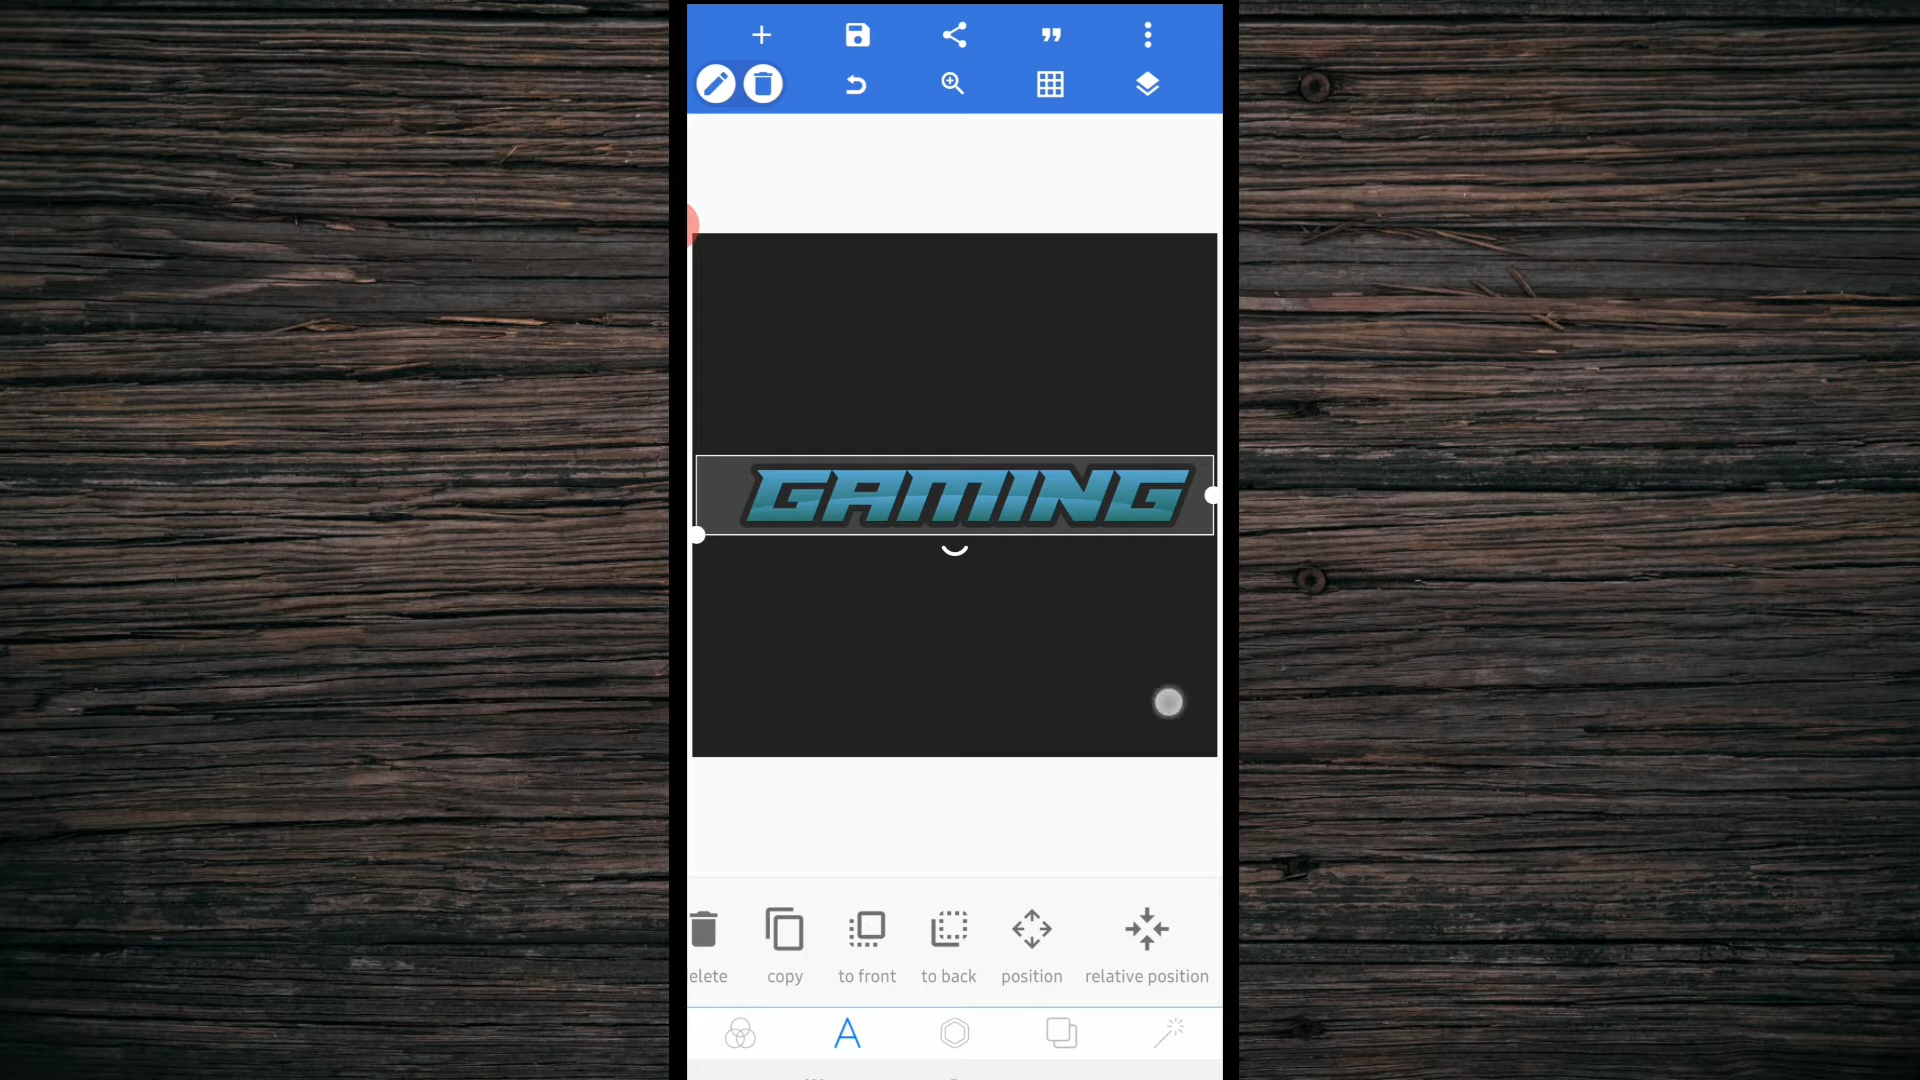 GAMING
elete
copy
to front
to back
position
relative position